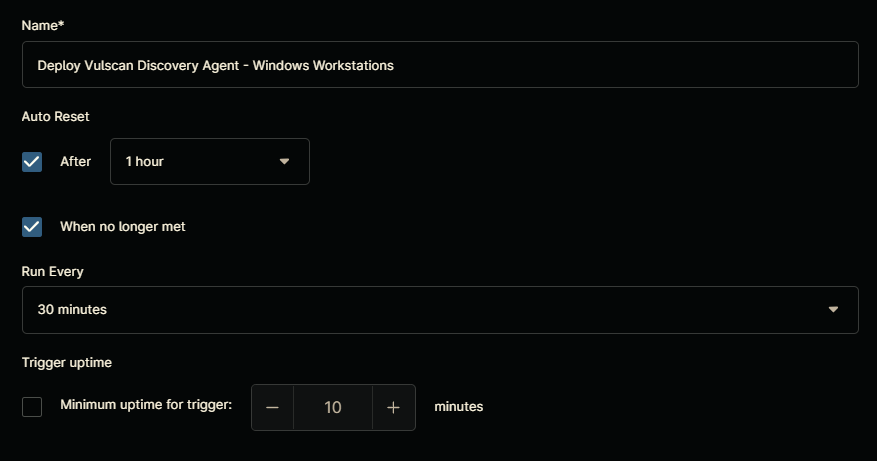 Name*
Deploy Vulscan Discovery Agent - Windows Workstations
Auto Reset
After 1 hour
When no longer met
Run Every
30 minutes
Trigger uptime
Minimum uptime for trigger: − 10 + minutes